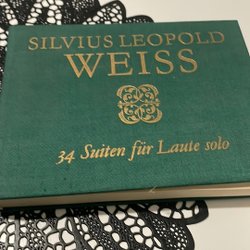 SILVIUS LEOPOLD
WEISS
34 Suiten für Laute solo